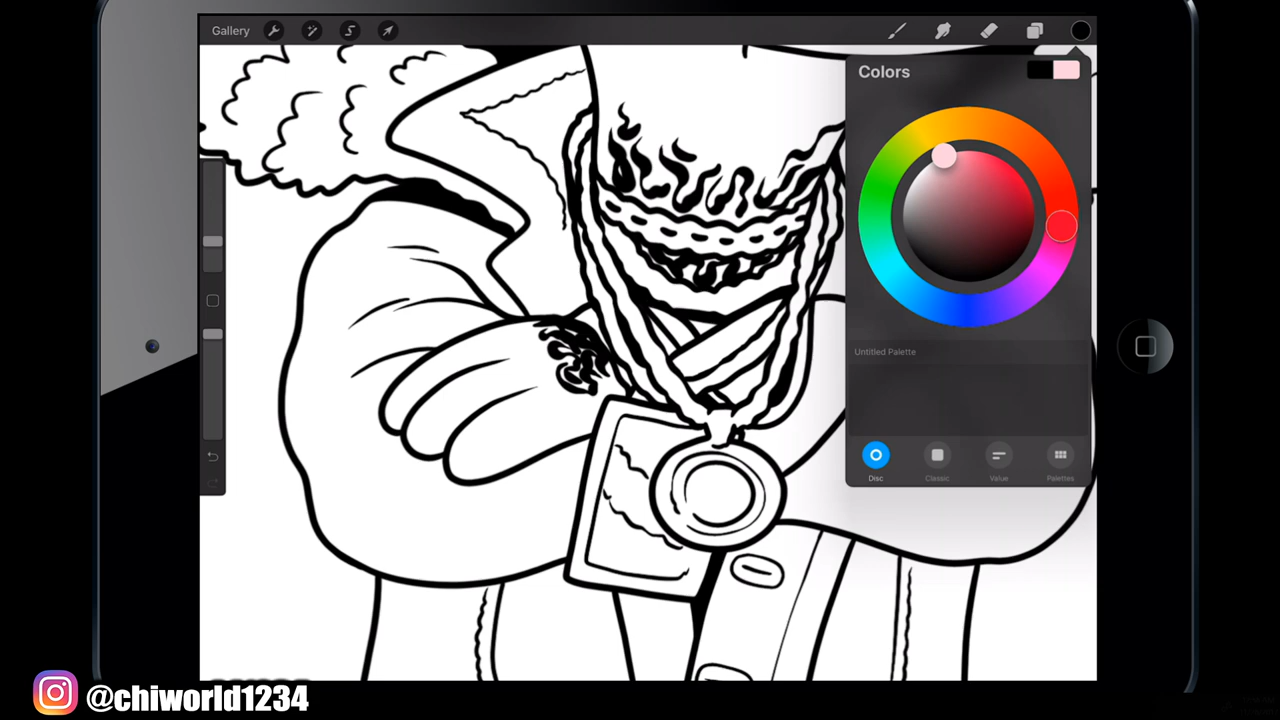 Gallery
Colors
Untitled Palette
Disc
Classic
Value
Palettes
@chiworld1234